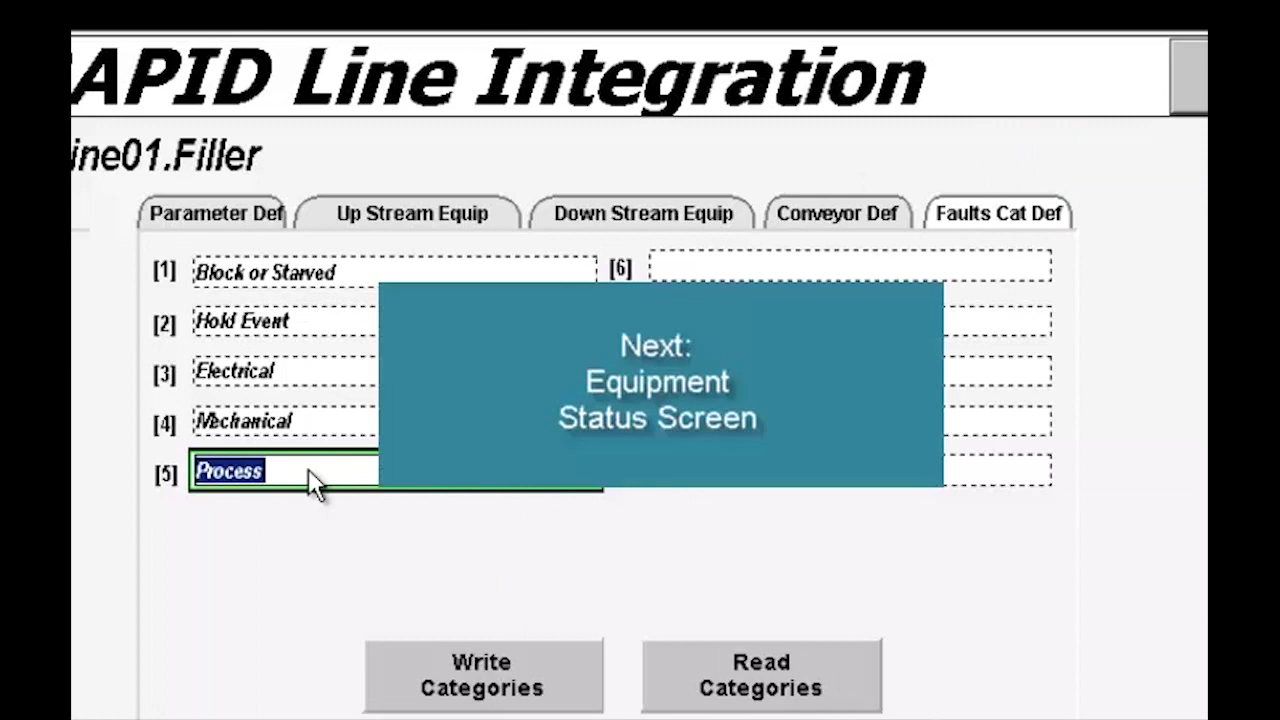 APID Line Integration
ine01.Filler
Parameter Def
Up Stream Equip
Down Stream Equip
Conveyor Def
Faults Cat Def
[1] Block or Starved
[6]
[2] Hold Event
[3] Electrical
[4] Mechanical
[5] Process
Next:
Equipment
Status Screen
Write
Categories
Read
Categories